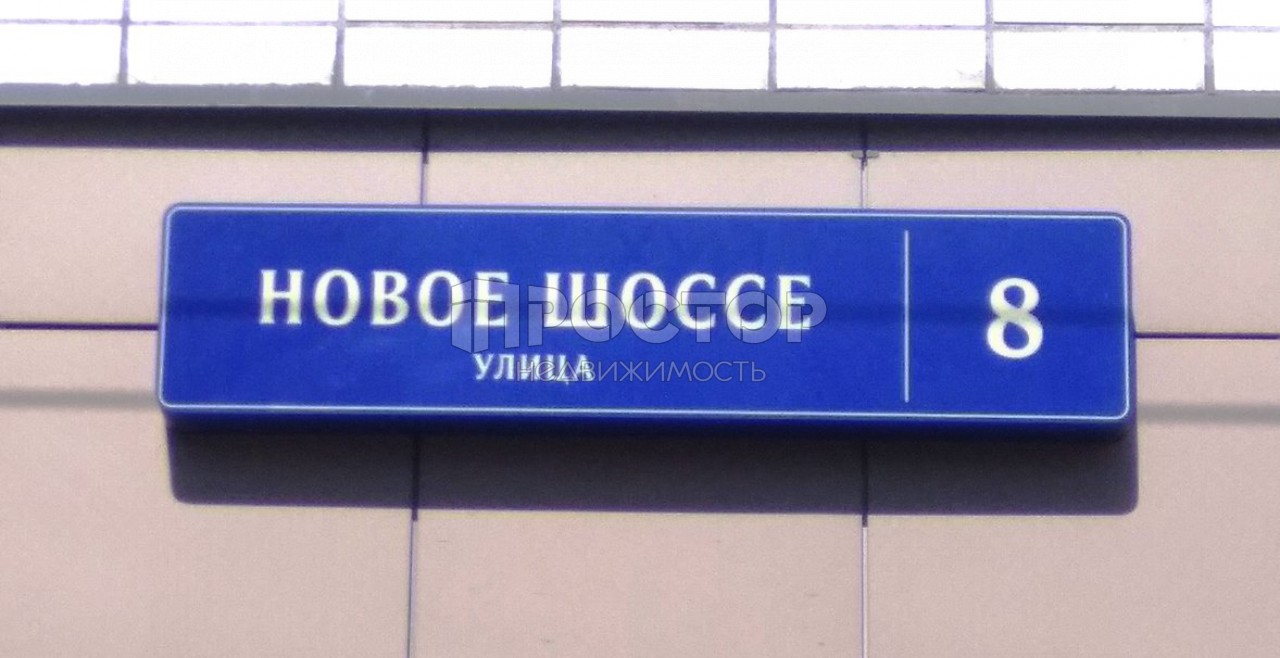 НОВОЕ ШОССЕ
УЛИЦА
8
ПРОСТОР
НЕДВИЖИМОСТЬ